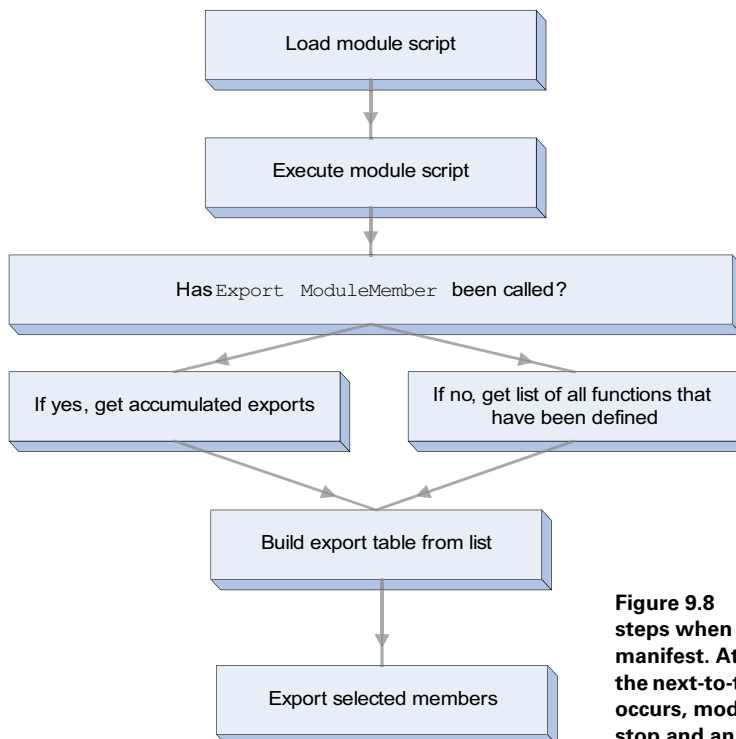 Load module script
Execute module script
Has Export ModuleMember been called?
If yes, get accumulated exports
If no, get list of all functions that
have been defined
Build export table from list
Export selected members
Figure 9.8
steps when
manifest. At
the next-to-t
occurs, mod
stop and an